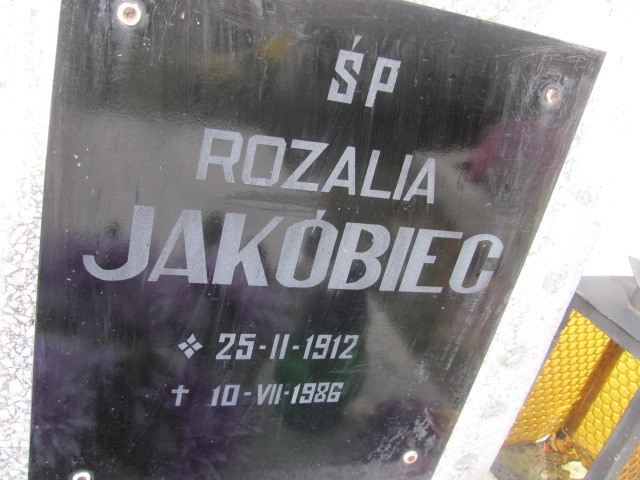 ŚP
ROZALIA
JAKÓBIEC
25-II-1912
† 10-VII-1986